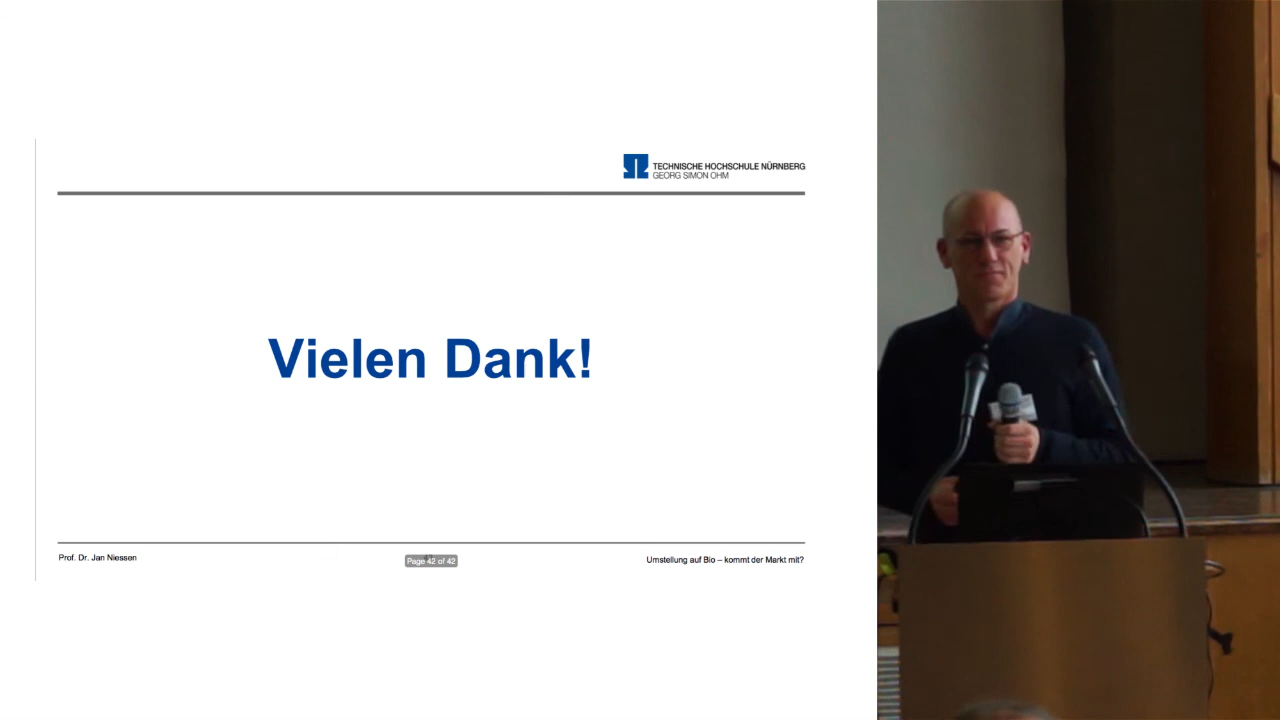 TECHNISCHE HOCHSCHULE NÜRNBERG
GEORG SIMON OHM
Vielen Dank!
Prof. Dr. Jan Niessen
Page 42 of 42
Umstellung auf Bio – kommt der Markt mit?